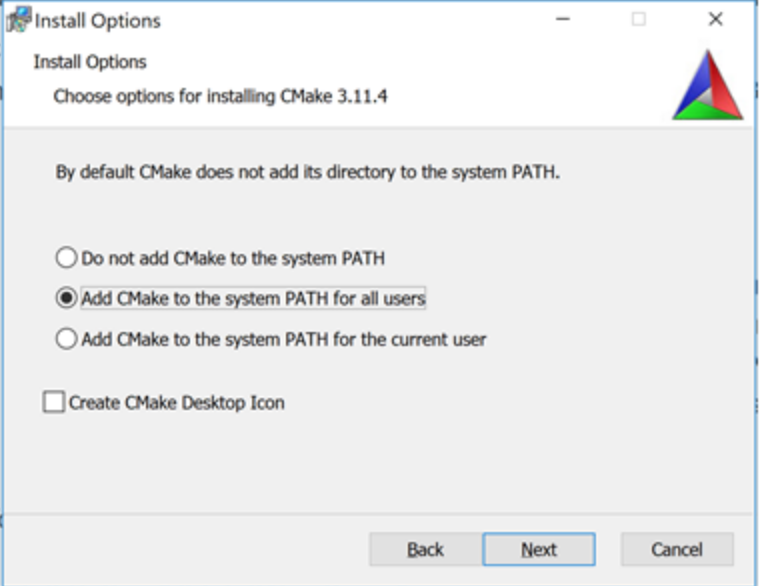 Install Options
Install Options
Choose options for installing CMake 3.11.4
By default CMake does not add its directory to the system PATH.
Do not add CMake to the system PATH
Add CMake to the system PATH for all users
Add CMake to the system PATH for the current user
Create CMake Desktop Icon
Back Next Cancel